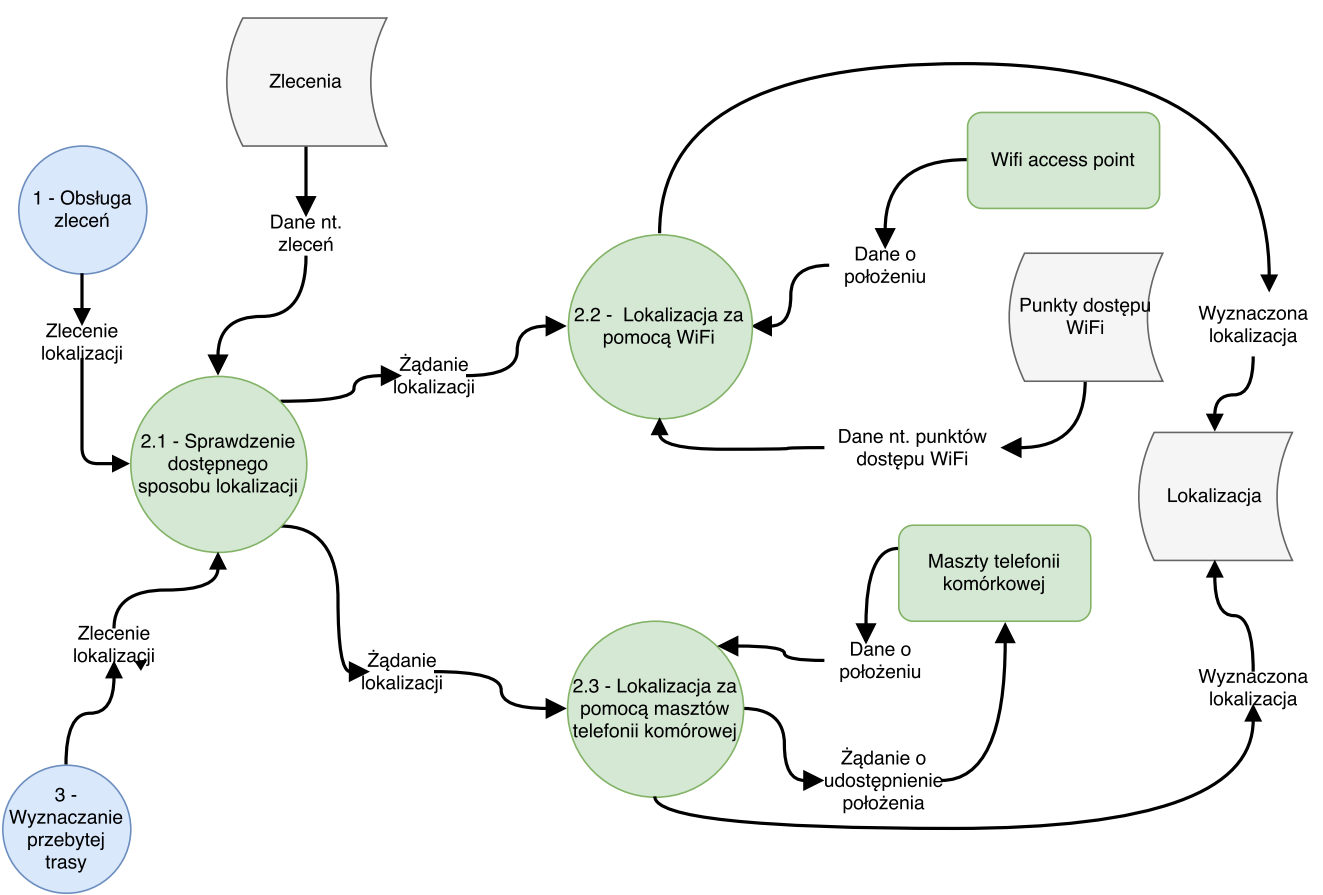 Zlecenia
1 - Obsługa
zleceń
Dane nt.
zleceń
Zlecenie
lokalizacji
2.1 - Sprawdzenie
dostępnego
sposobu lokalizacji
Żądanie
lokalizacji
2.2 -  Lokalizacja za
pomocą WiFi
Wifi access point
Dane o
położeniu
Punkty dostępu
WiFi
Dane nt. punktów
dostępu WiFi
Wyznaczona
lokalizacja
Lokalizacja
Maszty telefonii
komórkowej
Dane o
położeniu
Zlecenie
lokalizacji
Żądanie
lokalizacji
2.3 - Lokalizacja za
pomocą masztów
telefonii komórowej
Żądanie o
udostępnienie
położenia
Wyznaczona
lokalizacja
3 -
Wyznaczanie
przebytej
trasy